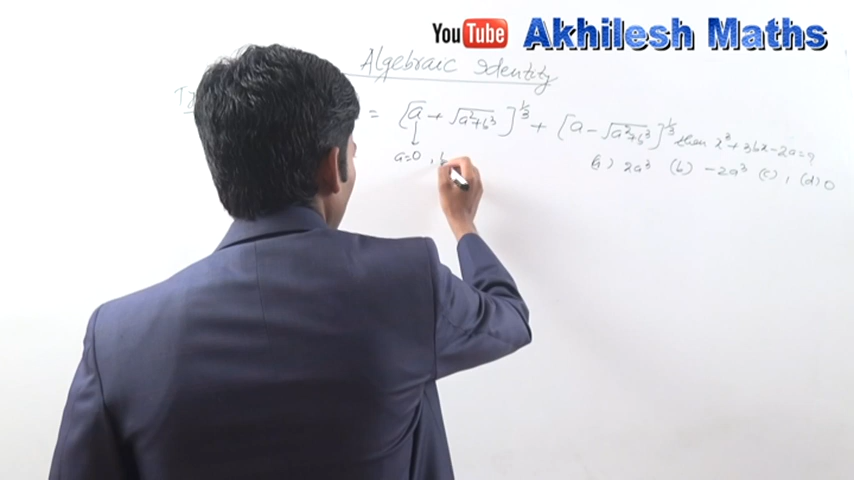 YouTube Akhilesh Maths
Algebraic Identity
= [a + √a²+b³]^1/3 + [a - √a²+b³]^1/3 then x³+3bx-2a=?
(a) 2a³ (b) -2a³ (c) 1 (d) 0
a=0, b